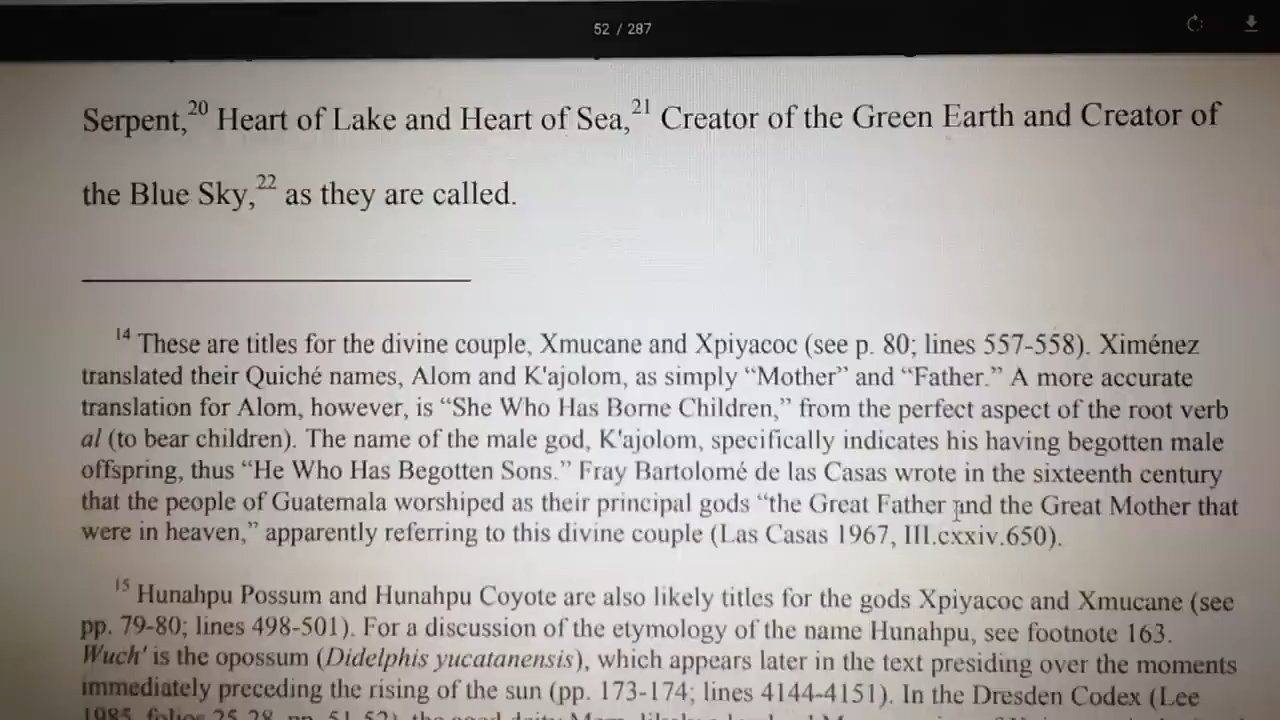 52 / 287
Serpent,20 Heart of Lake and Heart of Sea,21 Creator of the Green Earth and Creator of
the Blue Sky,22 as they are called.
14 These are titles for the divine couple, Xmucane and Xpiyacoc (see p. 80; lines 557-558). Ximénez
translated their Quiché names, Alom and K'ajolom, as simply “Mother” and “Father.” A more accurate
translation for Alom, however, is “She Who Has Borne Children,” from the perfect aspect of the root verb
al (to bear children). The name of the male god, K'ajolom, specifically indicates his having begotten male
offspring, thus “He Who Has Begotten Sons.” Fray Bartolomé de las Casas wrote in the sixteenth century
that the people of Guatemala worshiped as their principal gods “the Great Father and the Great Mother that
were in heaven,” apparently referring to this divine couple (Las Casas 1967, III.cxxiv.650).
15 Hunahpu Possum and Hunahpu Coyote are also likely titles for the gods Xpiyacoc and Xmucane (see
pp. 79-80; lines 498-501). For a discussion of the etymology of the name Hunahpu, see footnote 163.
Wuch' is the opossum (Didelphis yucatanensis), which appears later in the text presiding over the moments
immediately preceding the rising of the sun (pp. 173-174; lines 4144-4151). In the Dresden Codex (Lee